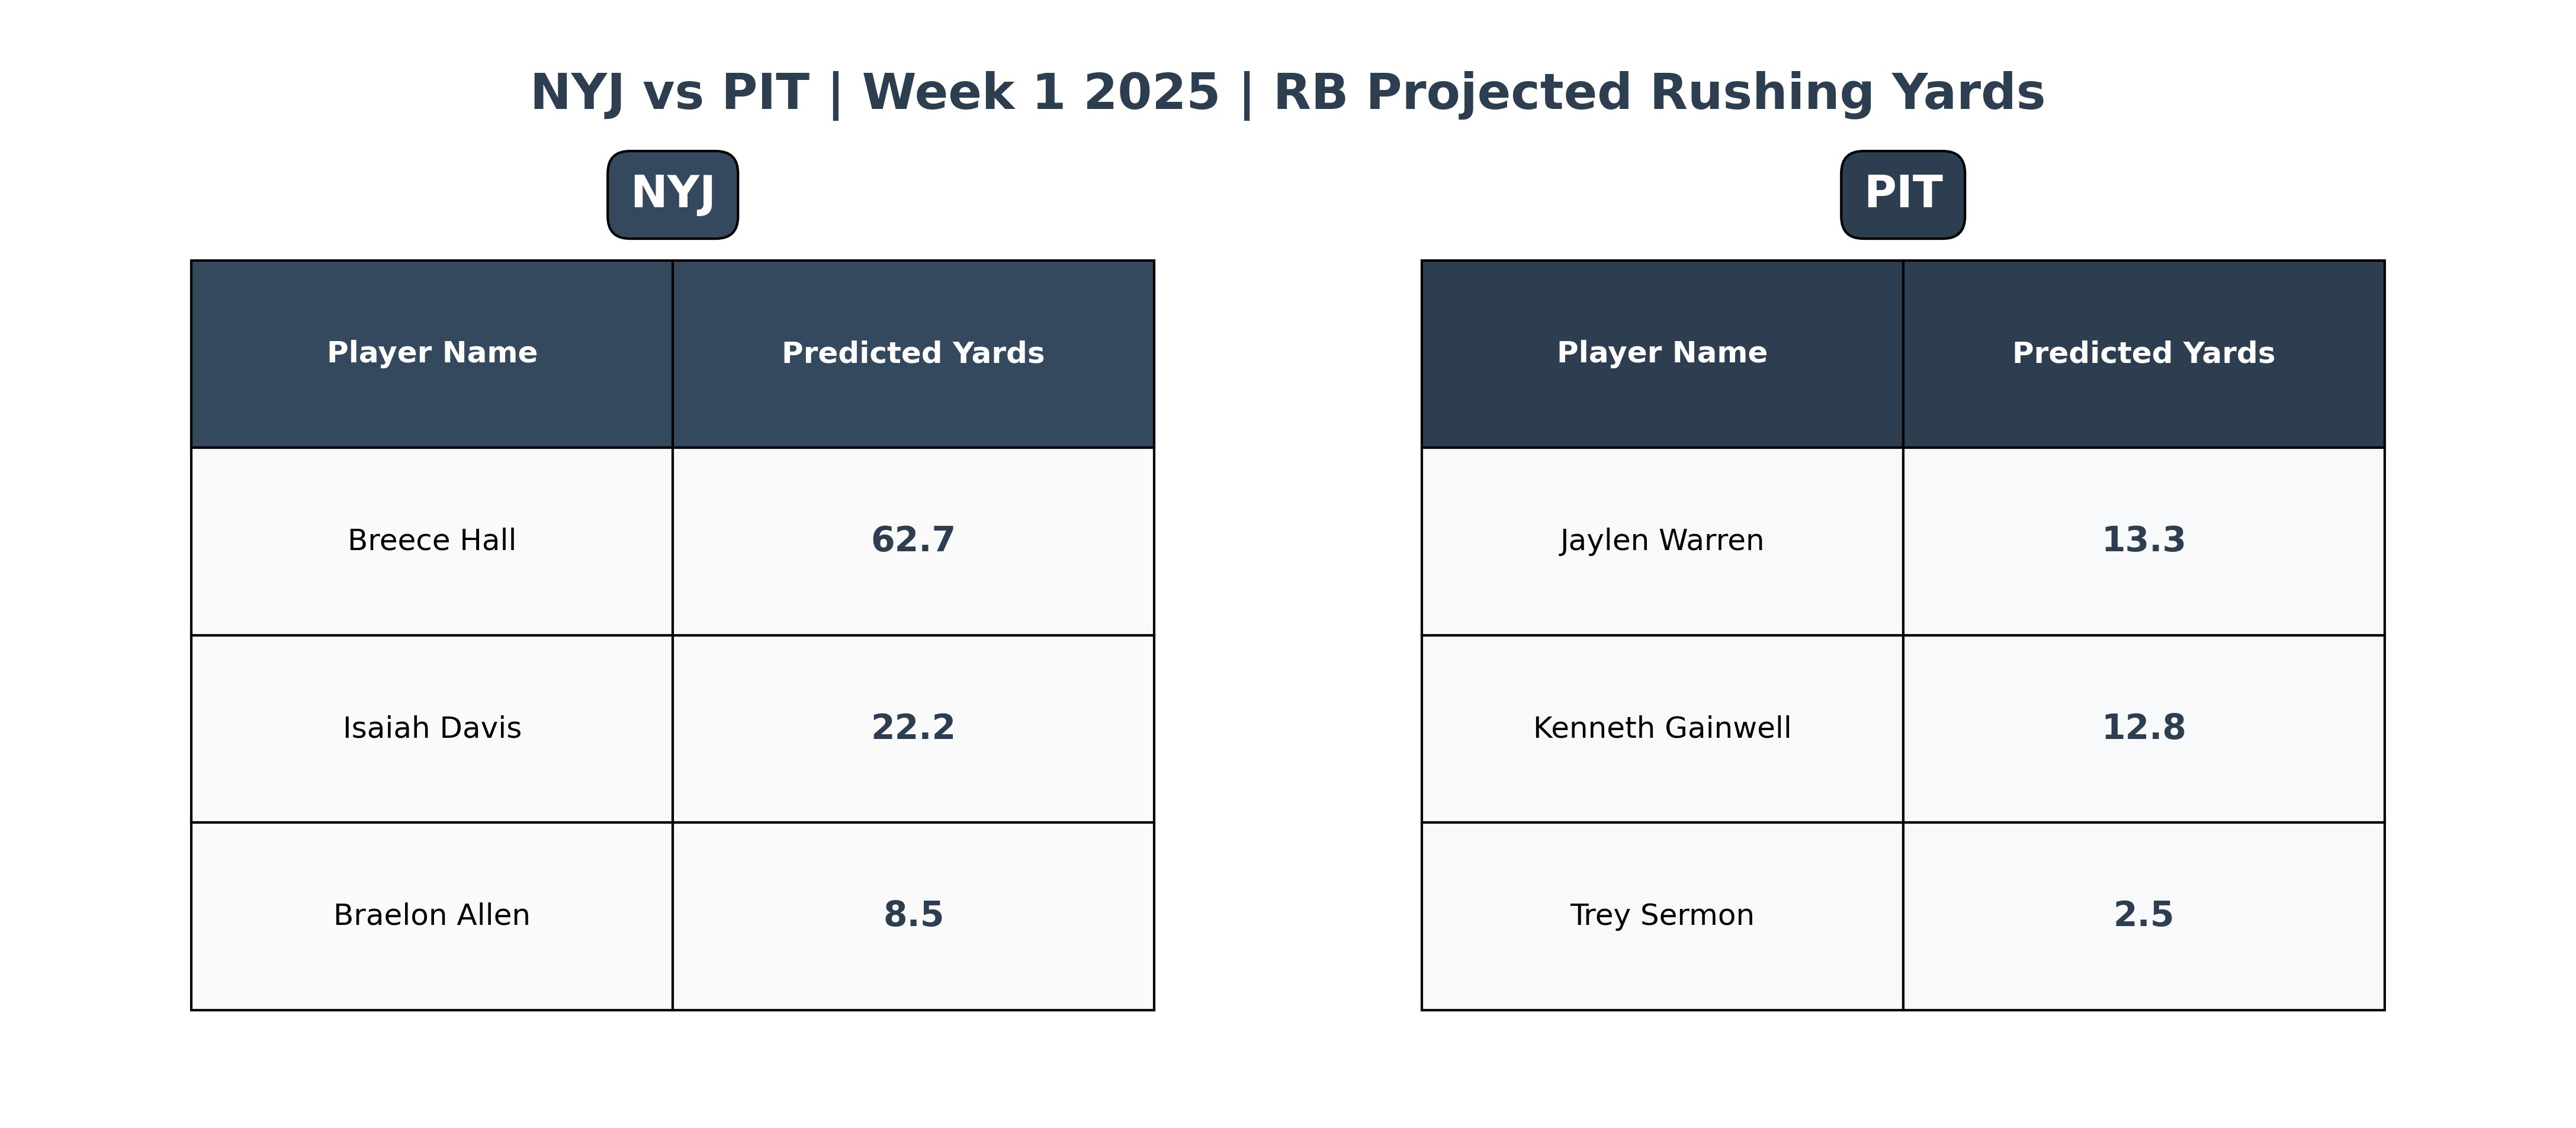 NYJ vs PIT | Week 1 2025 | RB Projected Rushing Yards
NYJ
Player Name Predicted Yards
Breece Hall 62.7
Isaiah Davis 22.2
Braelon Allen 8.5
PIT
Player Name Predicted Yards
Jaylen Warren 13.3
Kenneth Gainwell 12.8
Trey Sermon 2.5